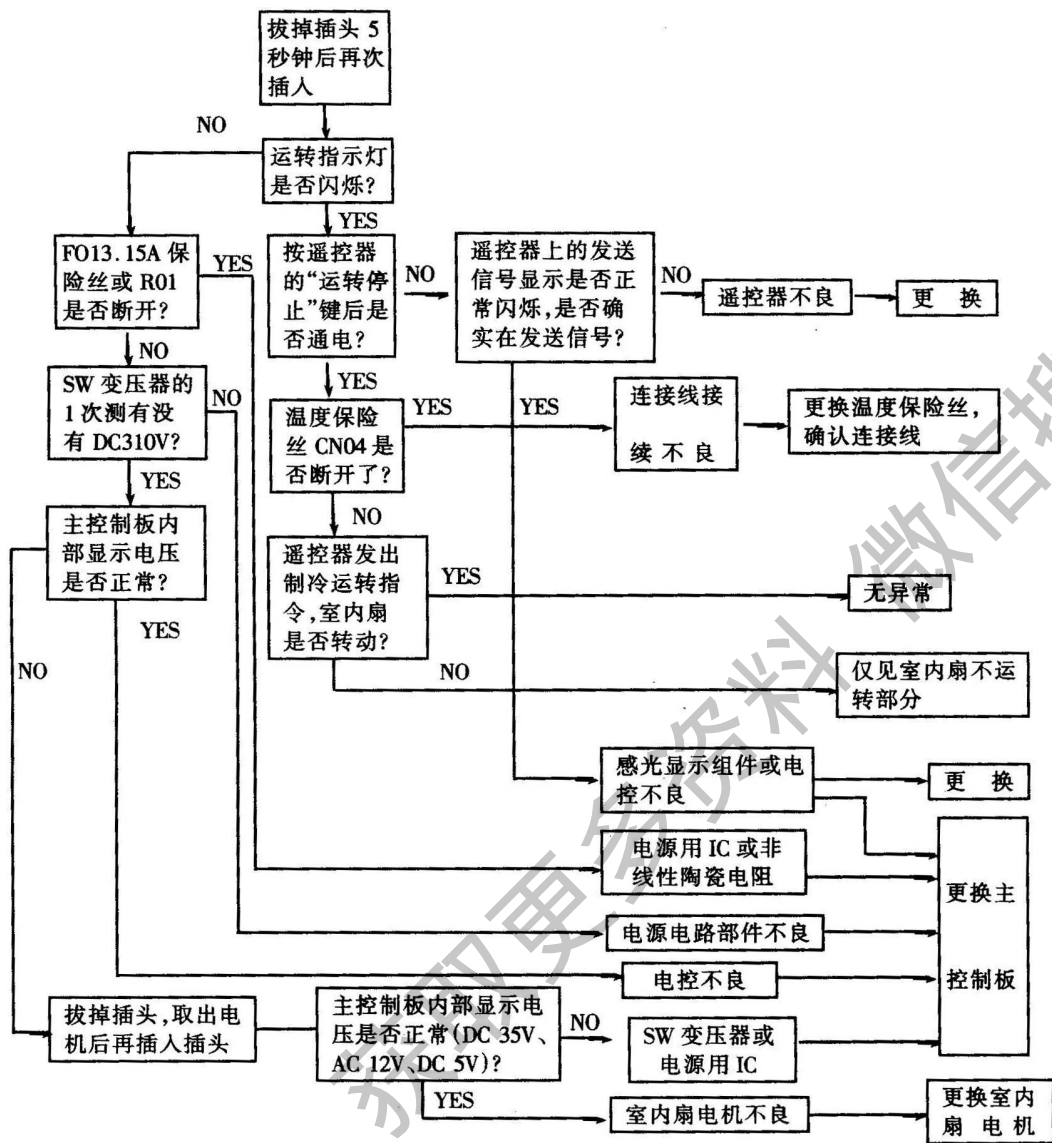 拔掉插头 5
秒钟后再次
插人
NO
运转指示灯
是否闪烁?
YES
FO13.15A 保
险丝或 R01
是否断开?
YES
按遥控器
的“运转停
止”键后是
否通电?
NO
遥控器上的发送
信号显示是否正
常闪烁,是否确
实在发送信号?
NO
遥控器不良
更 换
NO
SW 变压器的
1 次测有没
有 DC310V?
NO
YES
温度保险
丝 CN04 是
否断开了?
YES
YES
连接线接
续 不 良
更换温度保险丝,
确认连接线
YES
主控制板内
部显示电压
是否正常?
NO
遥控器发出
制冷运转指
令,室内扇
是否转动?
YES
无异常
YES
NO
NO
仅见室内扇不运
转部分
感光显示组件或电
控不良
更 换
电源用 IC 或非
线性陶瓷电阻
更换主
控制板
电源电路部件不良
电控不良
拔掉插头,取出电
机后再插入插头
主控制板内部显示电
压是否正常(DC 35V、
AC 12V、DC 5V)?
NO
SW 变压器或
电源用 IC
YES
室内扇电机不良
更换室内
扇 电 机
获取更多资料 微信搜